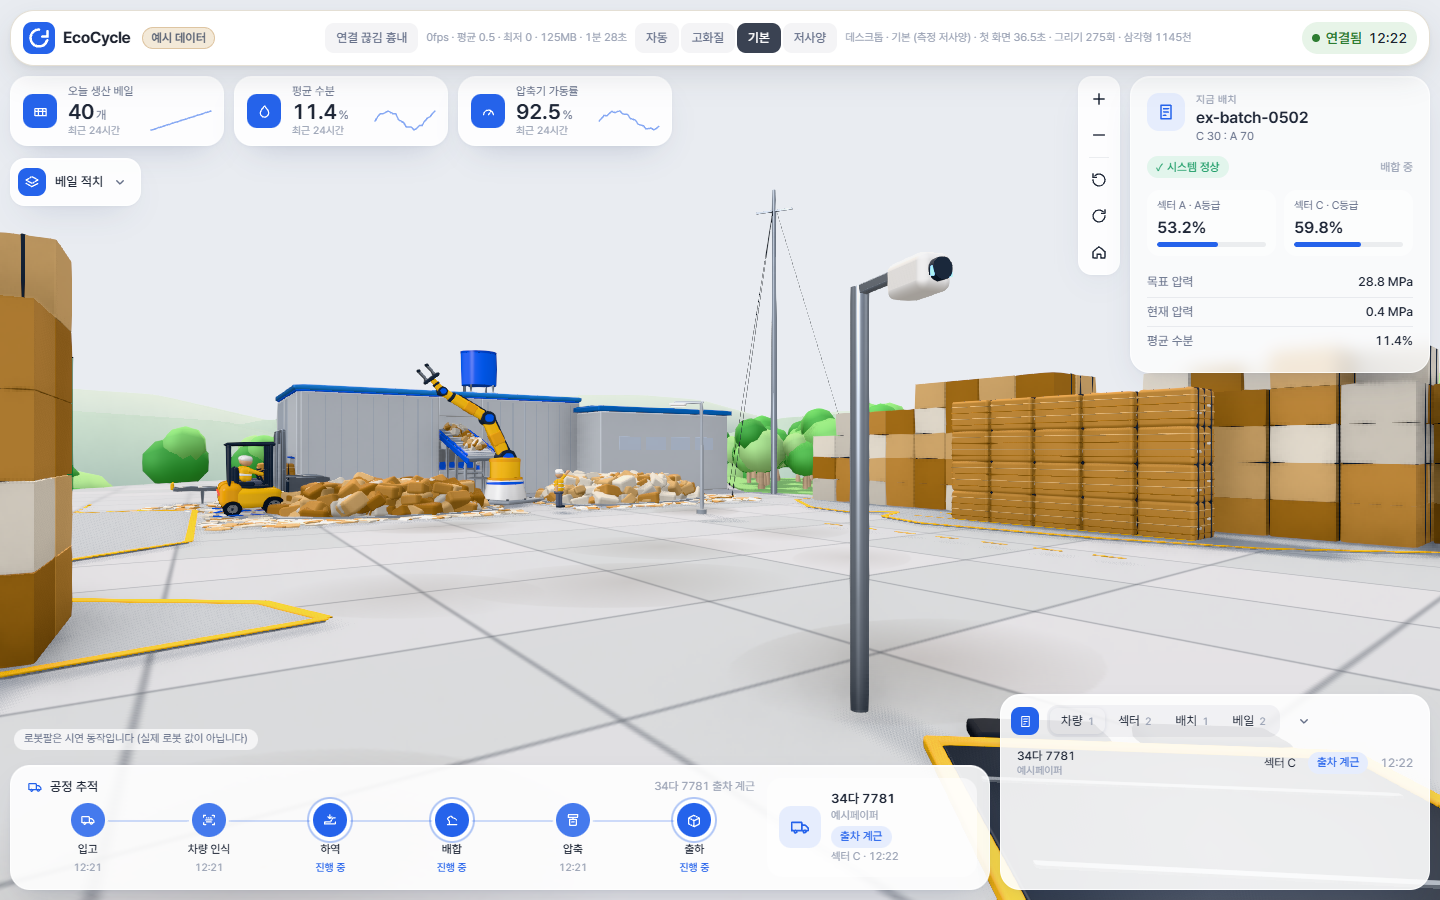 EcoCycle
예시 데이터
연결 끊김 흉내
0fps · 평균 0.5 · 최저 0 · 125MB · 1분 28초
자동
고화질
기본
저사양
데스크톱 · 기본 (측정 저사양) · 첫 화면 36.5초 · 그리기 275회 · 삼각형 1145천
연결됨 12:22
오늘 생산 베일
40개
최근 24시간
평균 수분
11.4%
최근 24시간
압축기 가동률
92.5%
최근 24시간
베일 적치
지금 배치
ex-batch-0502
C 30 : A 70
✓ 시스템 정상
배합 중
섹터 A · A등급
53.2%
섹터 C · C등급
59.8%
목표 압력 28.8 MPa
현재 압력 0.4 MPa
평균 수분 11.4%
로봇팔은 시연 동작입니다 (실제 로봇 값이 아닙니다)
공정 추적
34다 7781 출차 계근
입고
12:21
차량 인식
12:21
하역
진행 중
배합
진행 중
압축
12:21
출하
진행 중
34다 7781
예시페이퍼
출차 계근
섹터 C · 12:22
차량 1
섹터 2
배치 1
베일 2
34다 7781
예시페이퍼
섹터 C
출차 계근
12:22